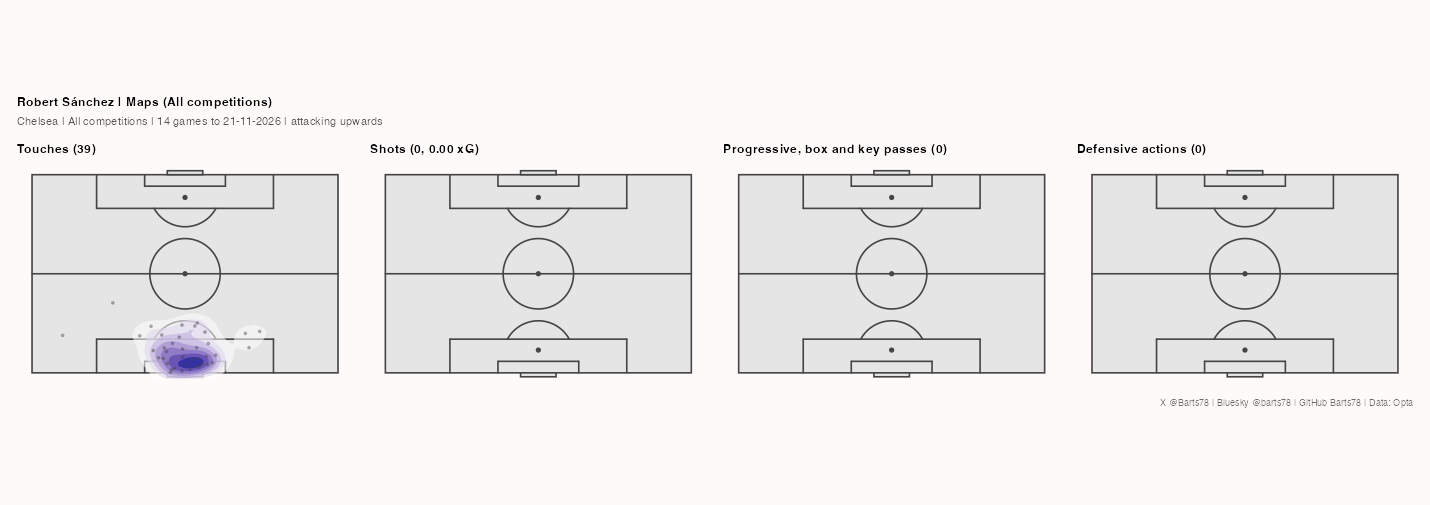 Robert Sánchez | Maps (All competitions)
Chelsea | All competitions | 14 games to 21-11-2026 | attacking upwards
Touches (39)
Shots (0, 0.00 xG)
Progressive, box and key passes (0)
Defensive actions (0)
X @Barts78 | Bluesky @barts78 | GitHub Barts78 | Data: Opta